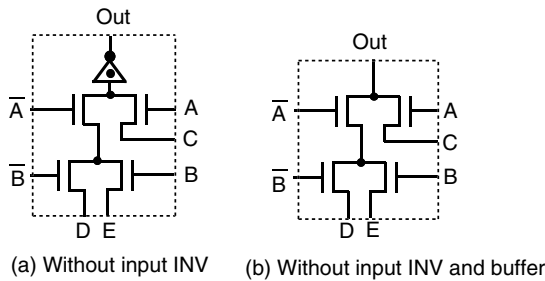 Out
Out
A̅ A
A̅ A
C
C
B̅ B
B̅ B
D E
D E
(a) Without input INV
(b) Without input INV and buffer